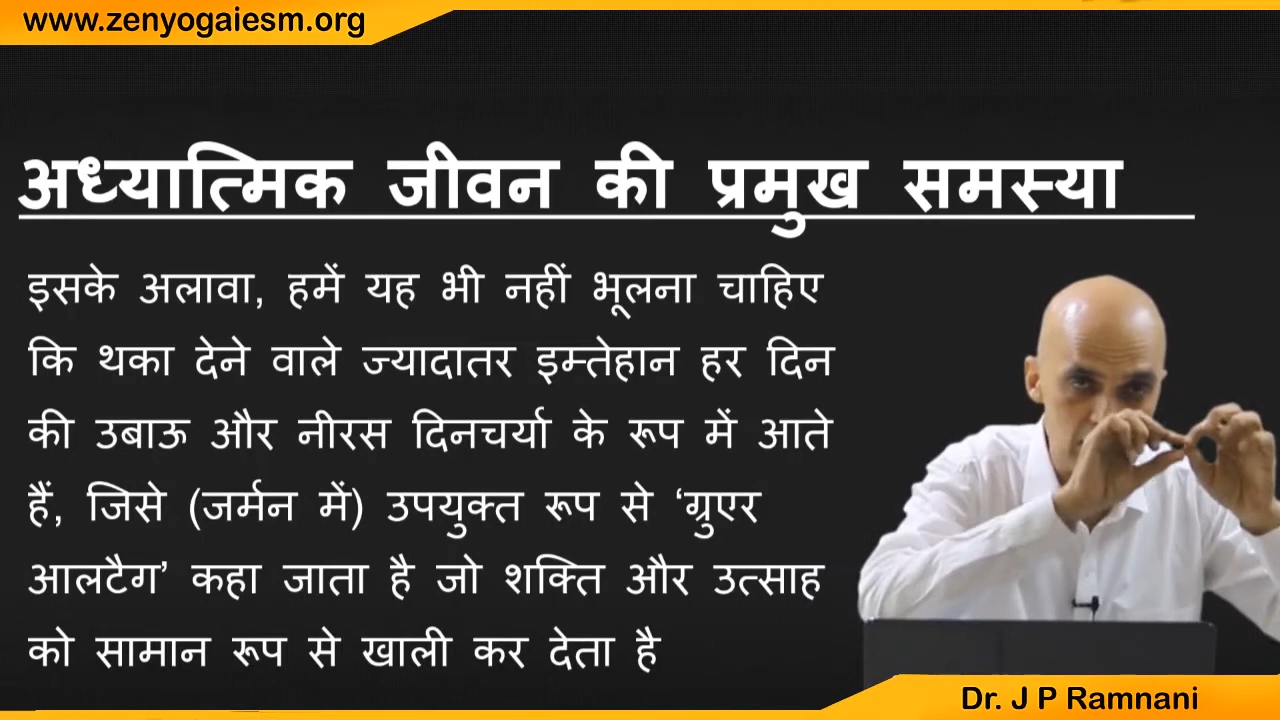 www.zenyogaiesm.org
अध्यात्मिक जीवन की प्रमुख समस्या
इसके अलावा, हमें यह भी नहीं भूलना चाहिए
कि थका देने वाले ज्यादातर इम्तेहान हर दिन
की उबाऊ और नीरस दिनचर्या के रूप में आते
हैं, जिसे (जर्मन में) उपयुक्त रूप से ‘ग्रुएर
आलटैग’ कहा जाता है जो शक्ति और उत्साह
को सामान रूप से खाली कर देता है
Dr. J P Ramnani